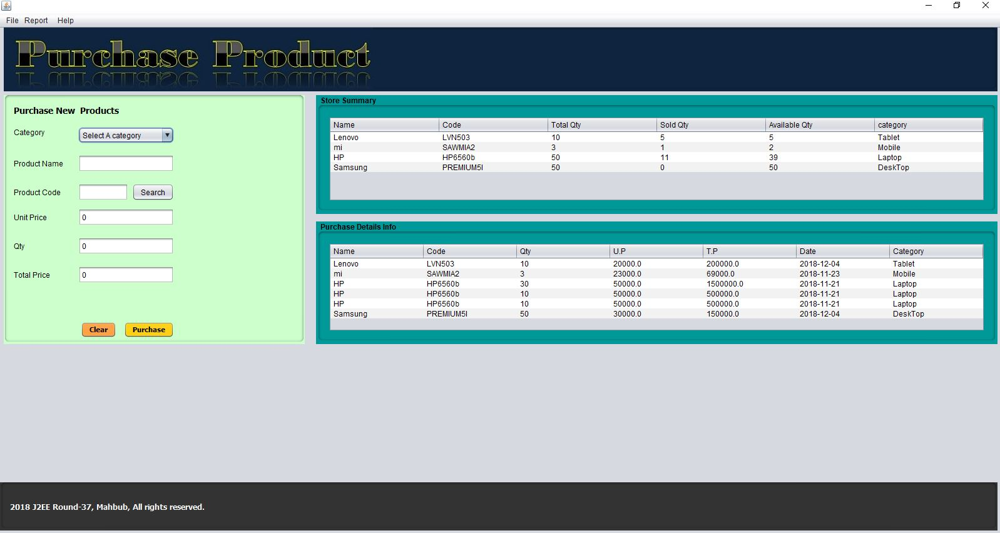 File Report Help
Purchase Product
Purchase New Products
Category Select A category
Product Name
Product Code Search
Unit Price 0
Qty 0
Total Price 0
Clear Purchase
Store Summary
Name Code Total Qty Sold Qty Available Qty category
Lenovo LVN503 10 5 5 Tablet
mi SAWMIA2 3 1 2 Mobile
HP HP6560b 50 11 39 Laptop
Samsung PREMIUM5I 50 0 50 DeskTop
Purchase Details Info
Name Code Qty U.P T.P Date Category
Lenovo LVN503 10 20000.0 200000.0 2018-12-04 Tablet
mi SAWMIA2 3 23000.0 69000.0 2018-11-23 Mobile
HP HP6560b 30 50000.0 1500000.0 2018-11-21 Laptop
HP HP6560b 10 50000.0 500000.0 2018-11-21 Laptop
HP HP6560b 10 50000.0 500000.0 2018-11-21 Laptop
Samsung PREMIUM5I 50 30000.0 150000.0 2018-12-04 DeskTop
2018 J2EE Round-37, Mahbub, All rights reserved.